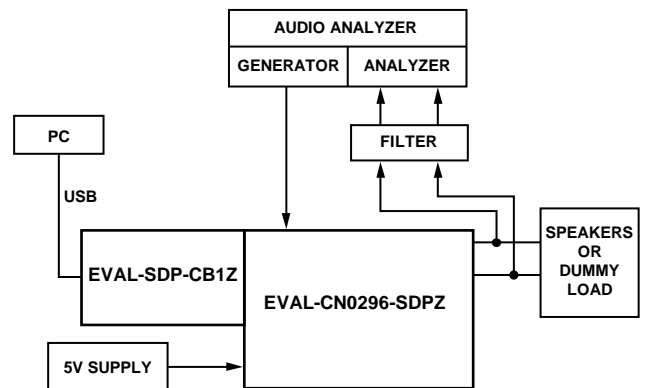 AUDIO ANALYZER
GENERATOR
ANALYZER
PC
FILTER
USB
SPEAKERS
OR
DUMMY
LOAD
EVAL-SDP-CB1Z
EVAL-CN0296-SDPZ
5V SUPPLY